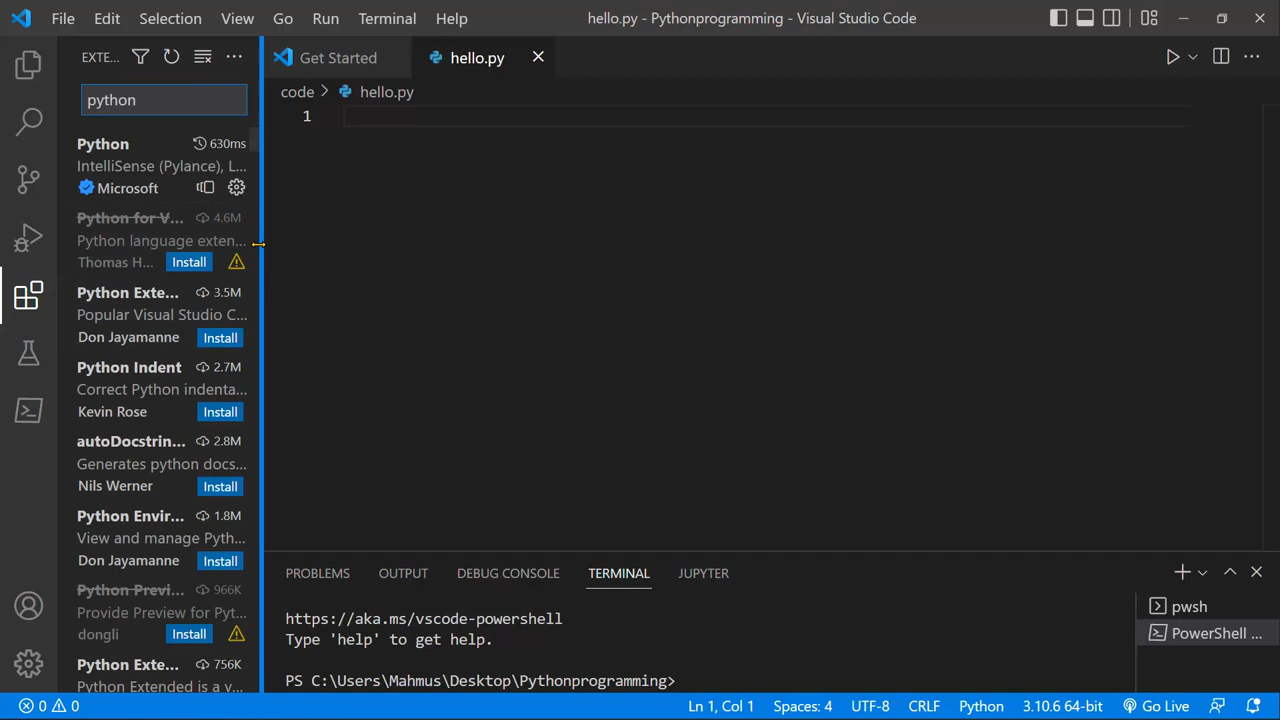 File Edit Selection View Go Run Terminal Help hello.py - Pythonprogramming - Visual Studio Code
EXTE...
python
Python 630ms
IntelliSense (Pylance), L...
Microsoft
Python for V... 4.6M
Python language exten...
Thomas H... Install
Python Exte... 3.5M
Popular Visual Studio C...
Don Jayamanne Install
Python Indent 2.7M
Correct Python indenta...
Kevin Rose Install
autoDocstrin... 2.8M
Generates python docs...
Nils Werner Install
Python Envir... 1.8M
View and manage Pyth...
Don Jayamanne Install
Python Previ... 966K
Provide Preview for Pyt...
dongli Install
Python Exte... 756K
Python Extended is a v...
Get Started hello.py
code > hello.py
1
PROBLEMS OUTPUT DEBUG CONSOLE TERMINAL JUPYTER
https://aka.ms/vscode-powershell
Type 'help' to get help.
PS C:\Users\Mahmus\Desktop\Pythonprogramming>
pwsh
PowerShell ...
0 0 Ln 1, Col 1 Spaces: 4 UTF-8 CRLF Python 3.10.6 64-bit Go Live